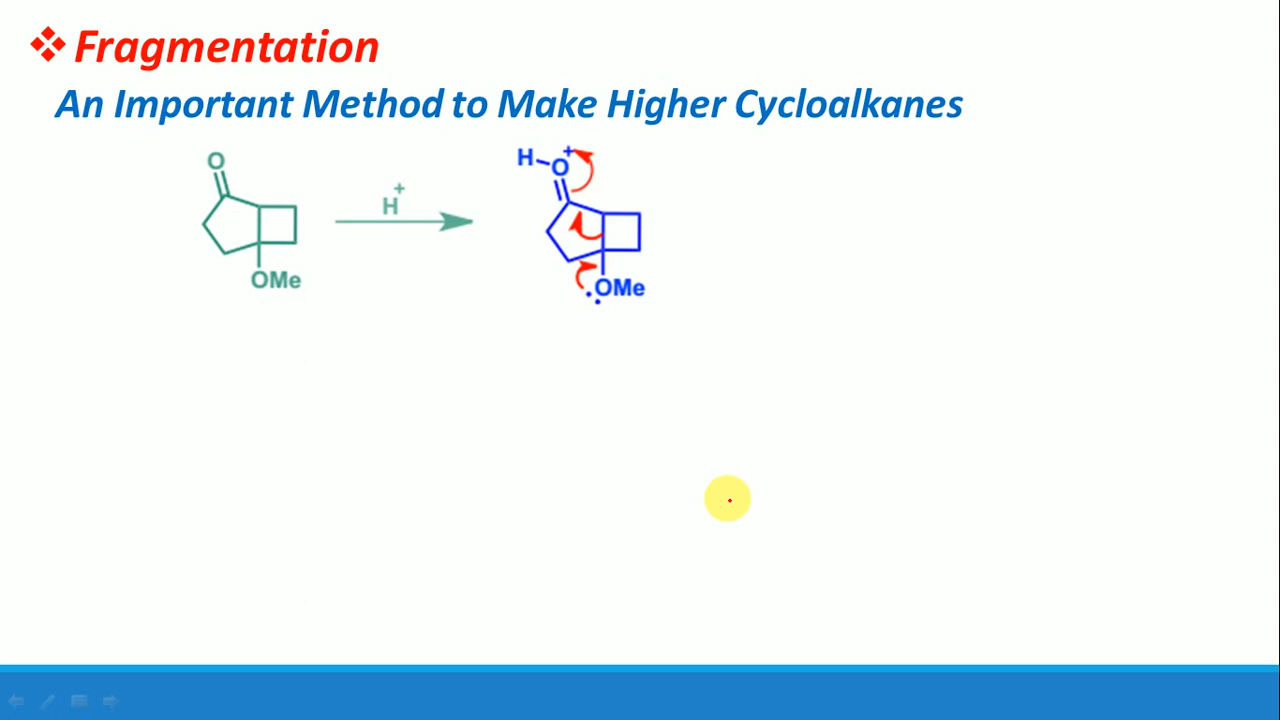 Fragmentation
An Important Method to Make Higher Cycloalkanes
O
H+
OMe
H-O+
OMe